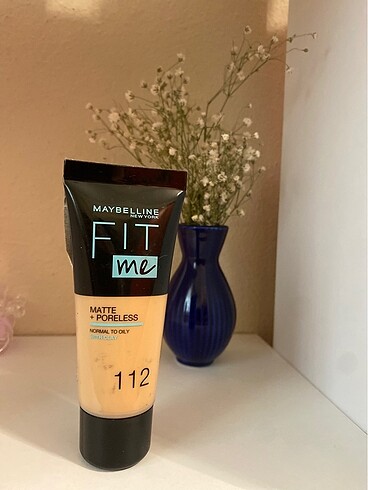 MAYBELLINE
NEW YORK
FIT
me
MATTE
+ PORELESS
NORMAL TO OILY
112